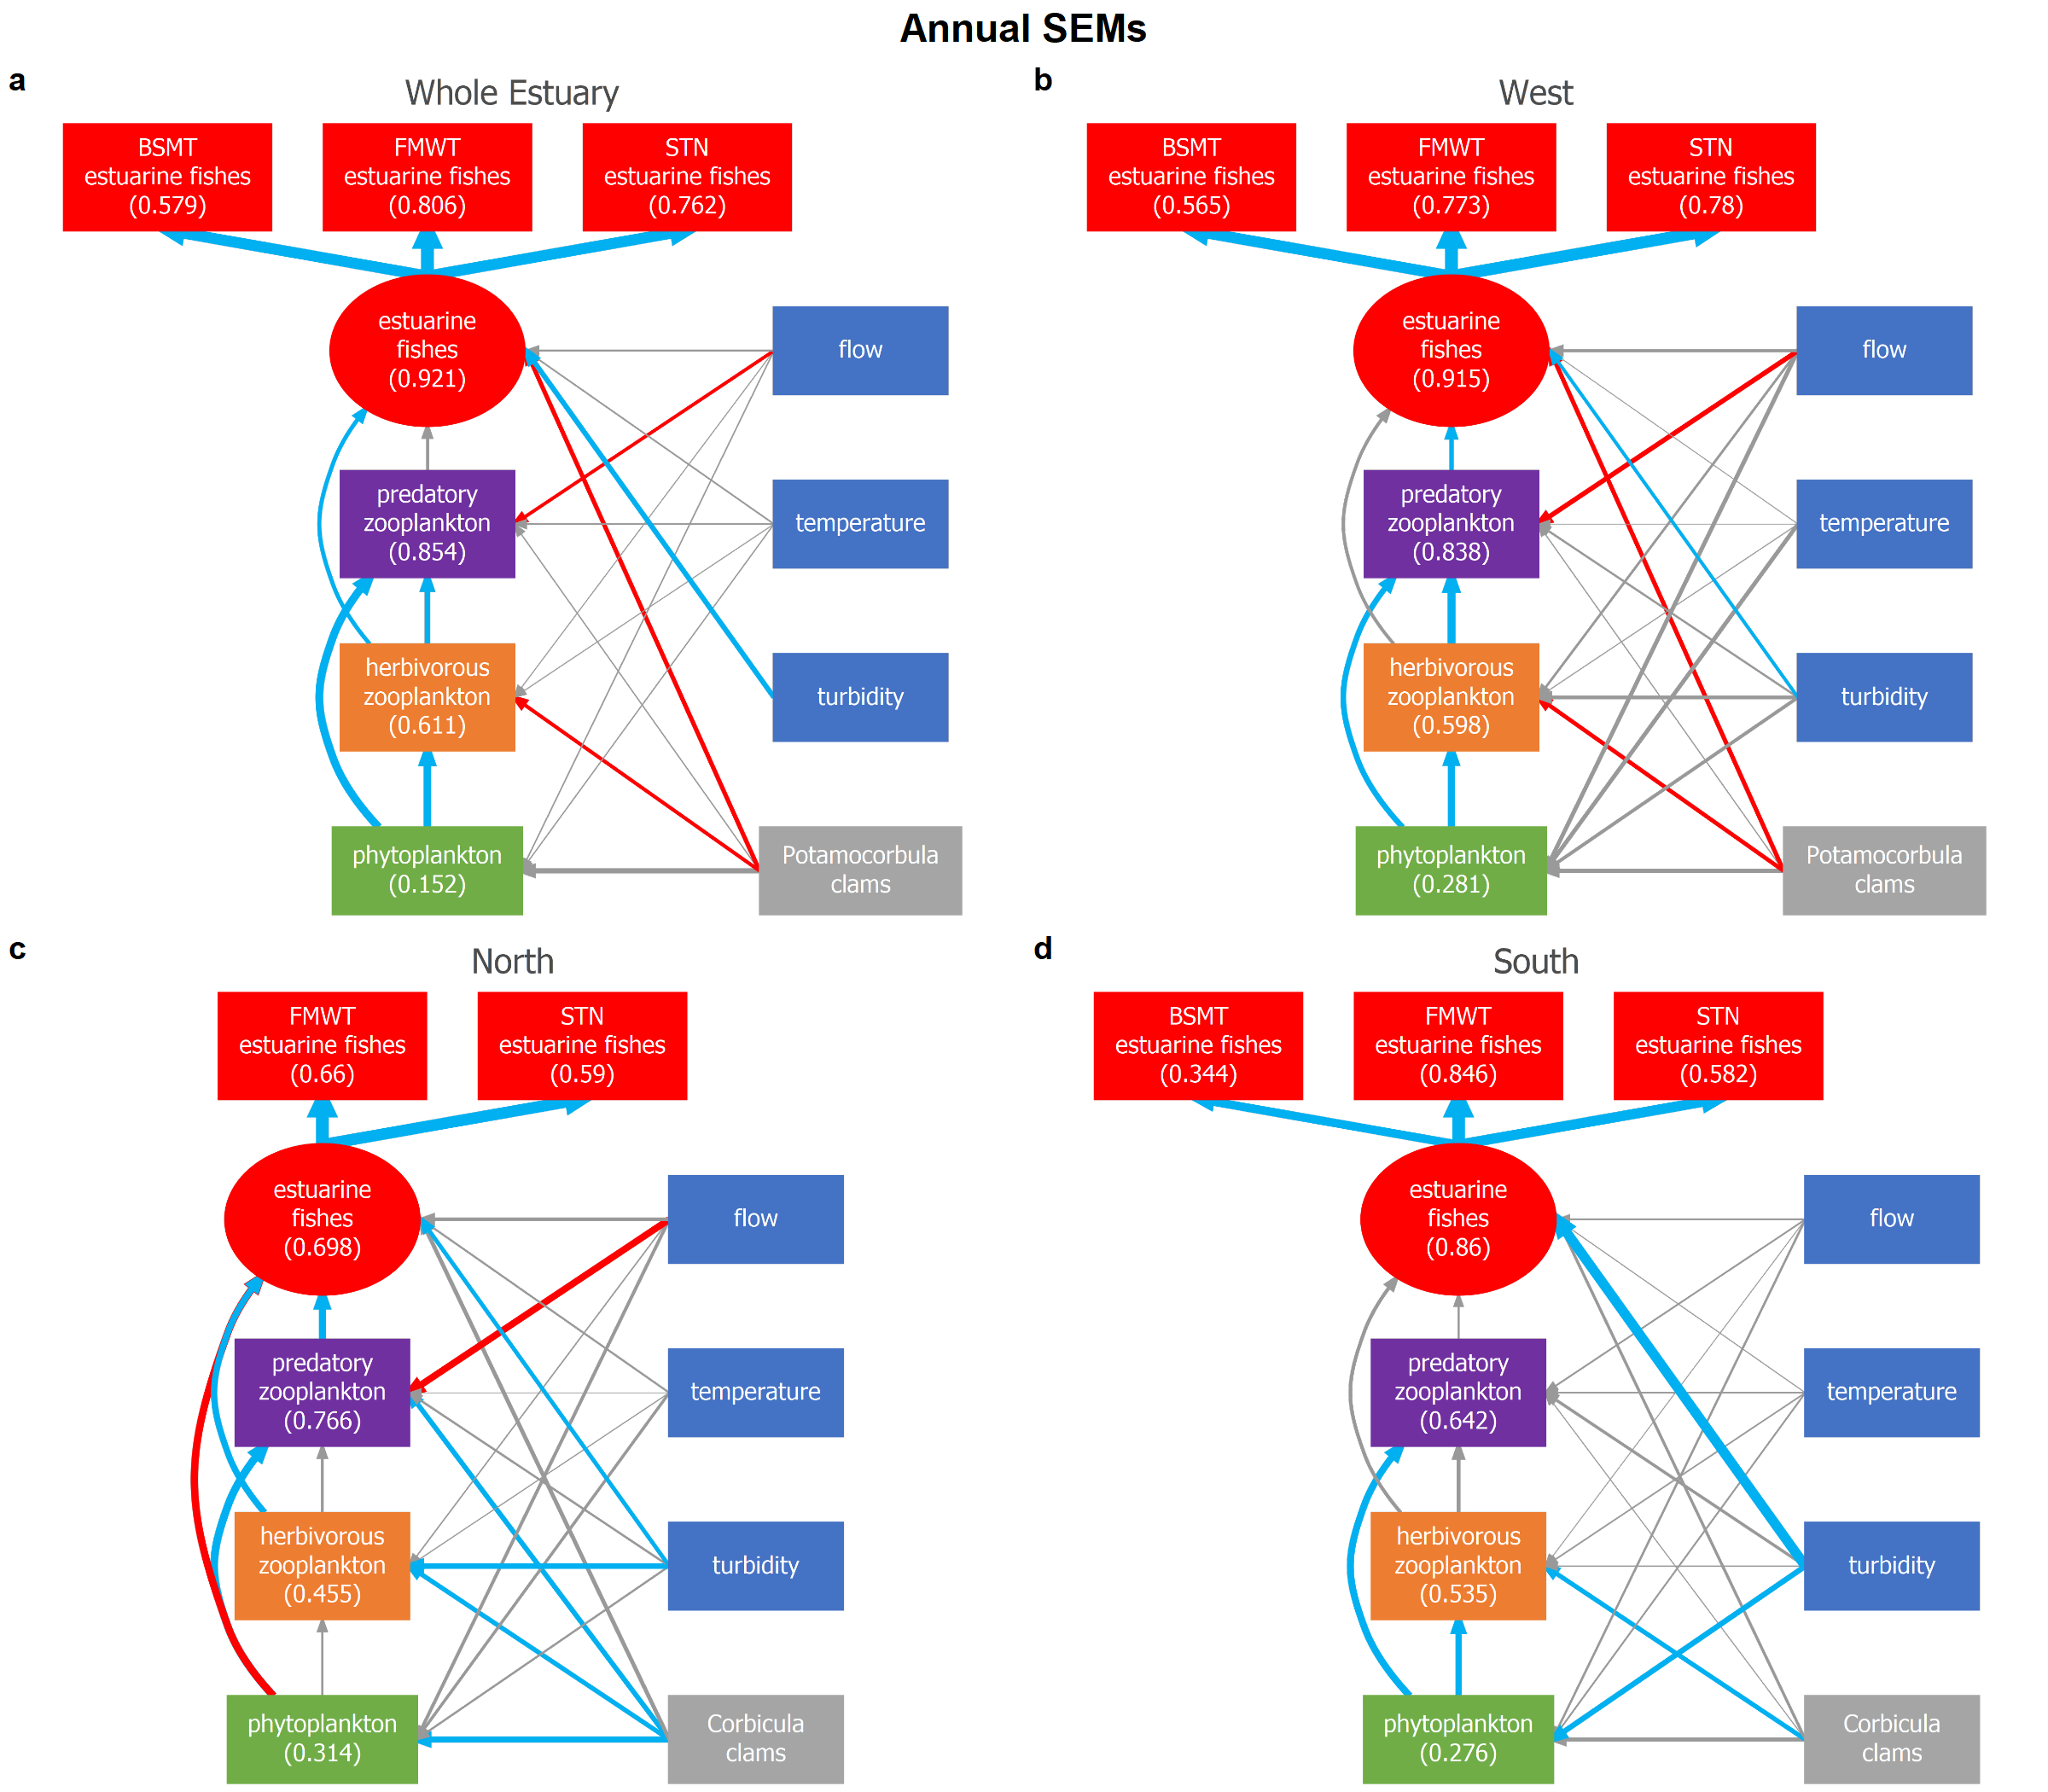 Annual SEMs
a
Whole Estuary
BSMT
estuarine fishes
(0.579)
FMWT
estuarine fishes
(0.806)
STN
estuarine fishes
(0.762)
estuarine
fishes
(0.921)
flow
predatory
zooplankton
(0.854)
temperature
herbivorous
zooplankton
(0.611)
turbidity
phytoplankton
(0.152)
Potamocorbula
clams
b
West
BSMT
estuarine fishes
(0.565)
FMWT
estuarine fishes
(0.773)
STN
estuarine fishes
(0.78)
estuarine
fishes
(0.915)
flow
predatory
zooplankton
(0.838)
temperature
herbivorous
zooplankton
(0.598)
turbidity
phytoplankton
(0.281)
Potamocorbula
clams
c
North
FMWT
estuarine fishes
(0.66)
STN
estuarine fishes
(0.59)
estuarine
fishes
(0.698)
flow
predatory
zooplankton
(0.766)
temperature
herbivorous
zooplankton
(0.455)
turbidity
phytoplankton
(0.314)
Corbicula
clams
d
South
BSMT
estuarine fishes
(0.344)
FMWT
estuarine fishes
(0.846)
STN
estuarine fishes
(0.582)
estuarine
fishes
(0.86)
flow
predatory
zooplankton
(0.642)
temperature
herbivorous
zooplankton
(0.535)
turbidity
phytoplankton
(0.276)
Corbicula
clams